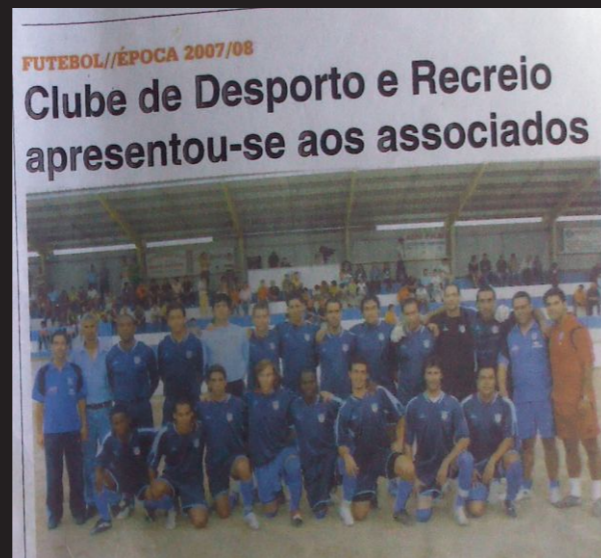 FUTEBOL//ÉPOCA 2007/08
Clube de Desporto e Recreio
apresentou-se aos associados